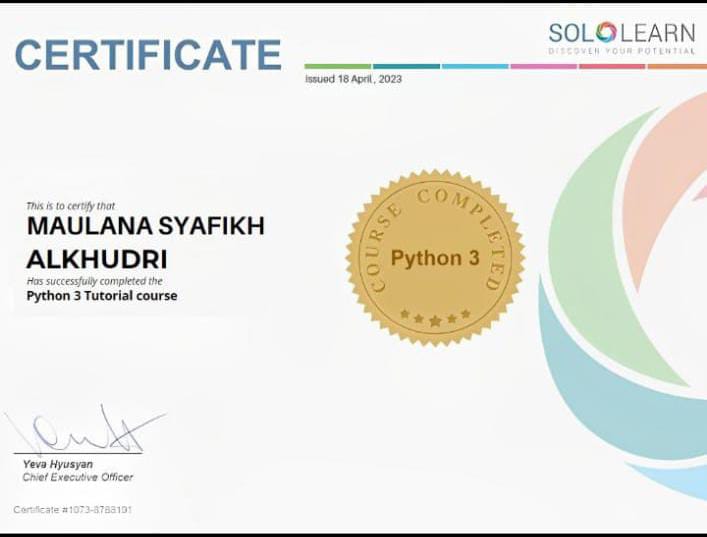 CERTIFICATE
SOLOLEARN
DISCOVER YOUR POTENTIAL
Issued 18 April, 2023
This is to certify that
MAULANA SYAFIKH
ALKHUDRI
Has successfully completed the
Python 3 Tutorial course
COURSE COMPLETED
Python 3
Yeva Hyusyan
Chief Executive Officer
Certificate #1073-8788191